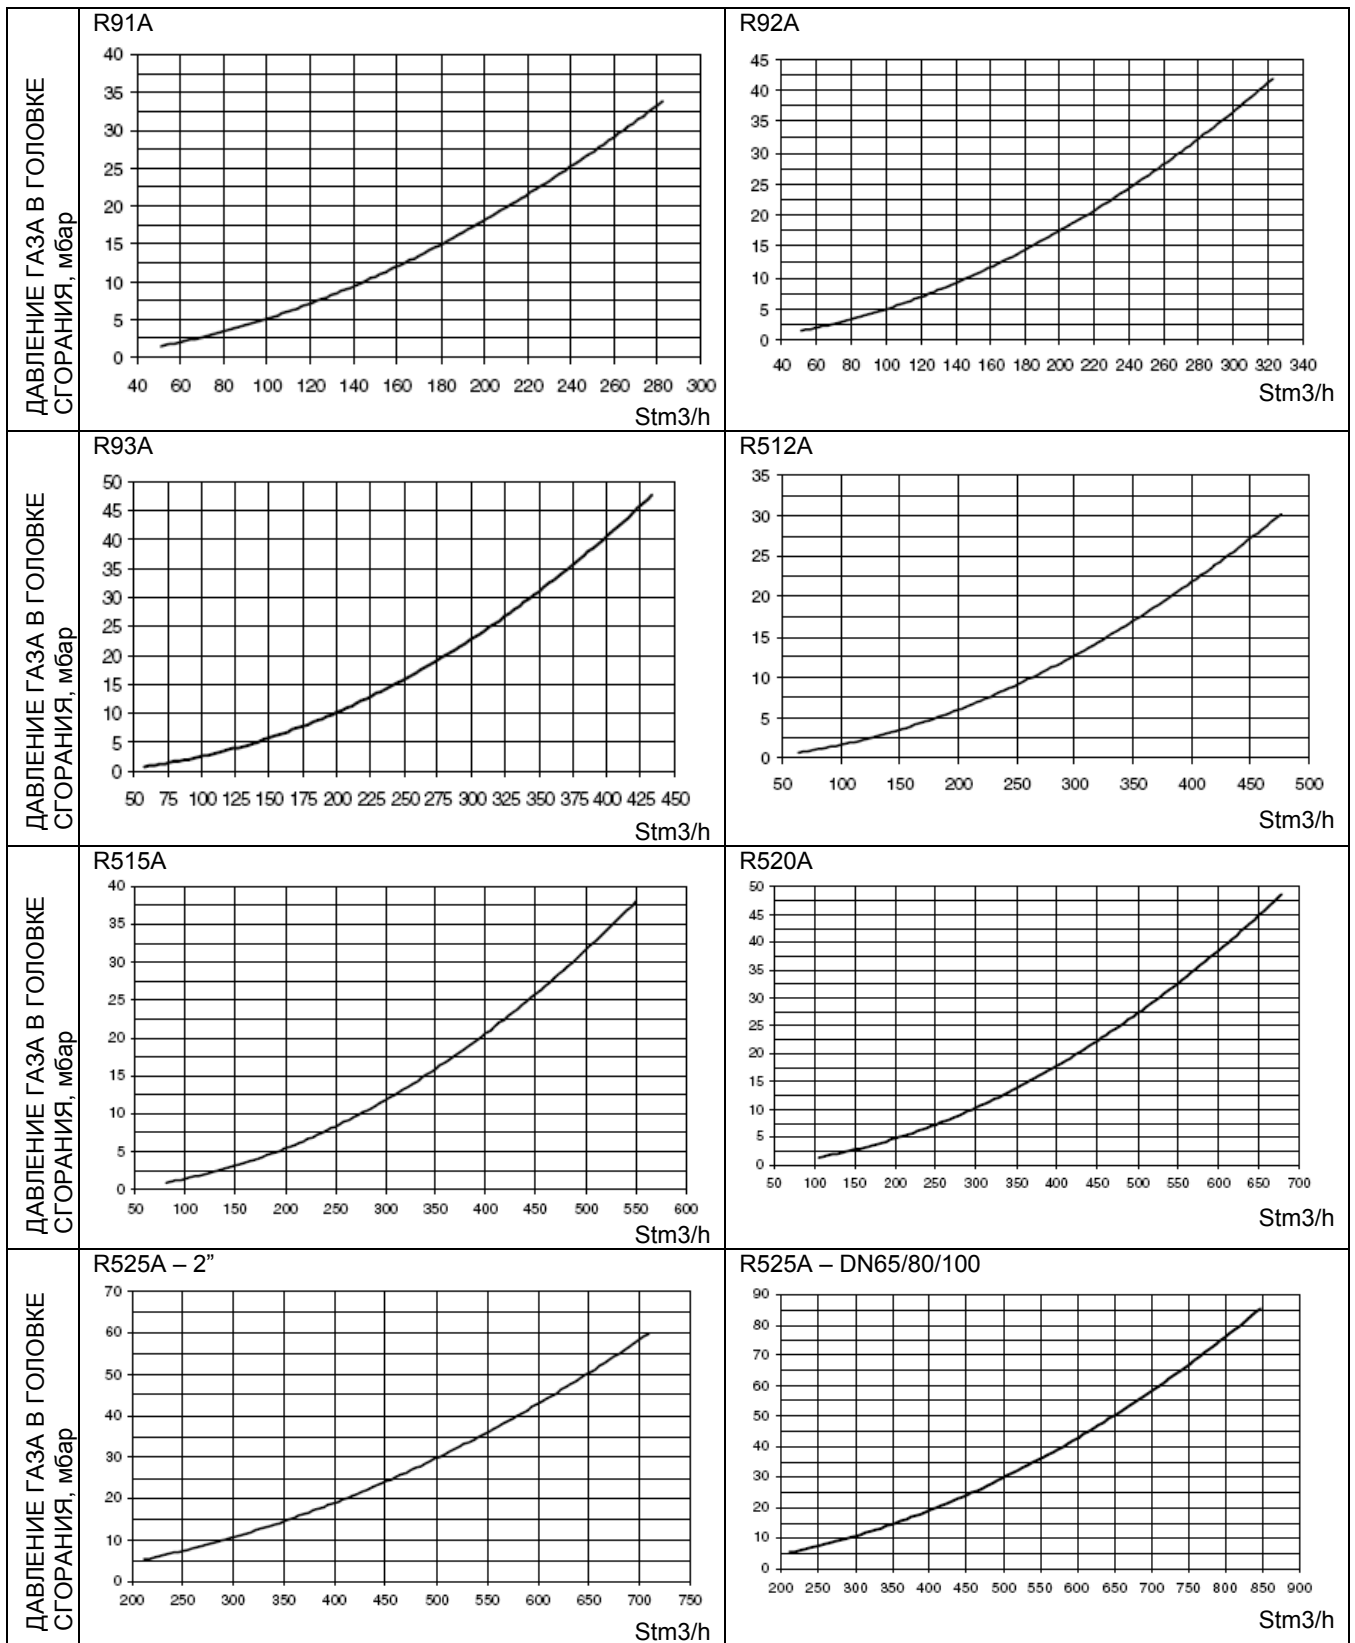 R91A
ДАВЛЕНИЕ ГАЗА В ГОЛОВКЕ
СГОРАНИЯ, мбар
40
35
30
25
20
15
10
5
0
40 60 80 100 120 140 160 180 200 220 240 260 280 300
Stm3/h
R92A
45
40
35
30
25
20
15
10
5
0
40 60 80 100 120 140 160 180 200 220 240 260 280 300 320 340
Stm3/h
R93A
ДАВЛЕНИЕ ГАЗА В ГОЛОВКЕ
СГОРАНИЯ, мбар
50
45
40
35
30
25
20
15
10
5
0
50 75 100 125 150 175 200 225 250 275 300 325 350 375 400 425 450
Stm3/h
R512A
35
30
25
20
15
10
5
0
50 100 150 200 250 300 350 400 450 500
Stm3/h
R515A
ДАВЛЕНИЕ ГАЗА В ГОЛОВКЕ
СГОРАНИЯ, мбар
40
35
30
25
20
15
10
5
0
50 100 150 200 250 300 350 400 450 500 550 600
Stm3/h
R520A
50
45
40
35
30
25
20
15
10
5
0
50 100 150 200 250 300 350 400 450 500 550 600 650 700
Stm3/h
R525A – 2”
ДАВЛЕНИЕ ГАЗА В ГОЛОВКЕ
СГОРАНИЯ, мбар
70
60
50
40
30
20
10
0
200 250 300 350 400 450 500 550 600 650 700 750
Stm3/h
R525A – DN65/80/100
90
80
70
60
50
40
30
20
10
0
200 250 300 350 400 450 500 550 600 650 700 750 800 850 900
Stm3/h